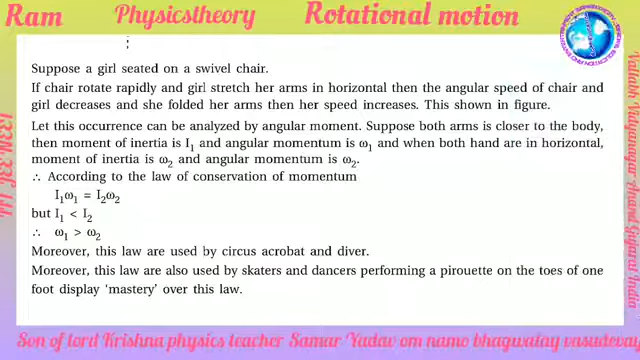 Ram
Physicstheory
Rotational motion
Suppose a girl seated on a swivel chair.
If chair rotate rapidly and girl stretch her arms in horizontal then the angular speed of chair and
girl decreases and she folded her arms then her speed increases. This shown in figure.
Let this occurrence can be analyzed by angular moment. Suppose both arms is closer to the body,
then moment of inertia is I₁ and angular momentum is ω₁ and when both hand are in horizontal,
moment of inertia is ω₂ and angular momentum is ω₂.
∴ According to the law of conservation of momentum
I₁ω₁ = I₂ω₂
but I₁ < I₂
∴ ω₁ > ω₂
Moreover, this law are used by circus acrobat and diver.
Moreover, this law are also used by skaters and dancers performing a pirouette on the toes of one
foot display ‘mastery’ over this law.
Vallabh Vidyanagar Anand Gujarat India
Son of lord Krishna physics teacher Samar Yadav om namo bhagwatay vasudevay